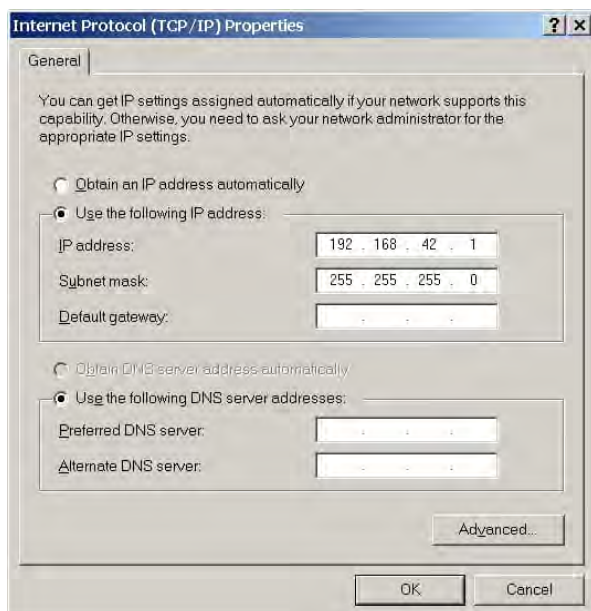 Internet Protocol (TCP/IP) Properties
General
You can get IP settings assigned automatically if your network supports this
capability. Otherwise, you need to ask your network administrator for the
appropriate IP settings.
Obtain an IP address automatically
Use the following IP address:
IP address: 192 . 168 . 42 . 1
Subnet mask: 255 . 255 . 255 . 0
Default gateway: . . .
Obtain DNS server address automatically
Use the following DNS server addresses:
Preferred DNS server: . . .
Alternate DNS server: . . .
Advanced...
OK Cancel